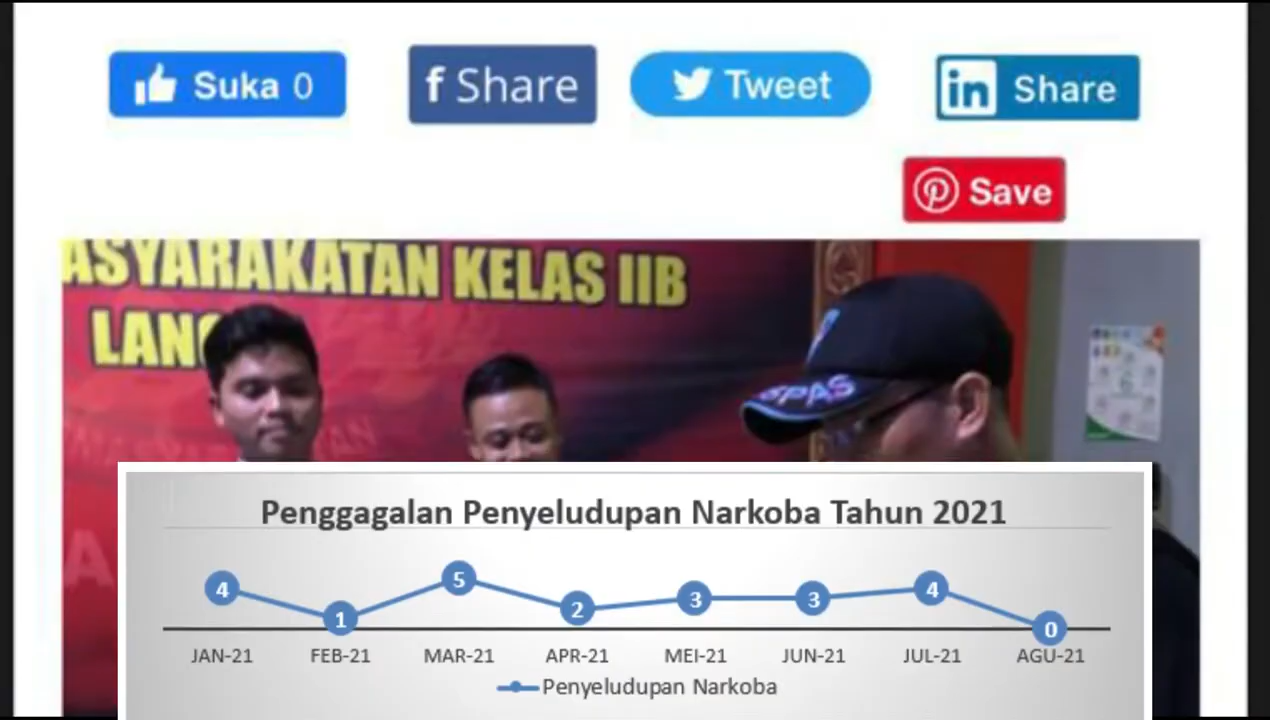 Suka 0
f Share
Tweet
in Share
Save
ASYARAKATAN KELAS IIB
PAS
Penggagalan Penyeludupan Narkoba Tahun 2021
4 1 5 2 3 3 4 0
JAN-21 FEB-21 MAR-21 APR-21 MEI-21 JUN-21 JUL-21 AGU-21
Penyeludupan Narkoba